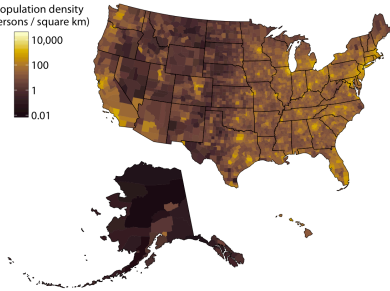 opulation density
ersons / square km)
10,000
100
1
0.01